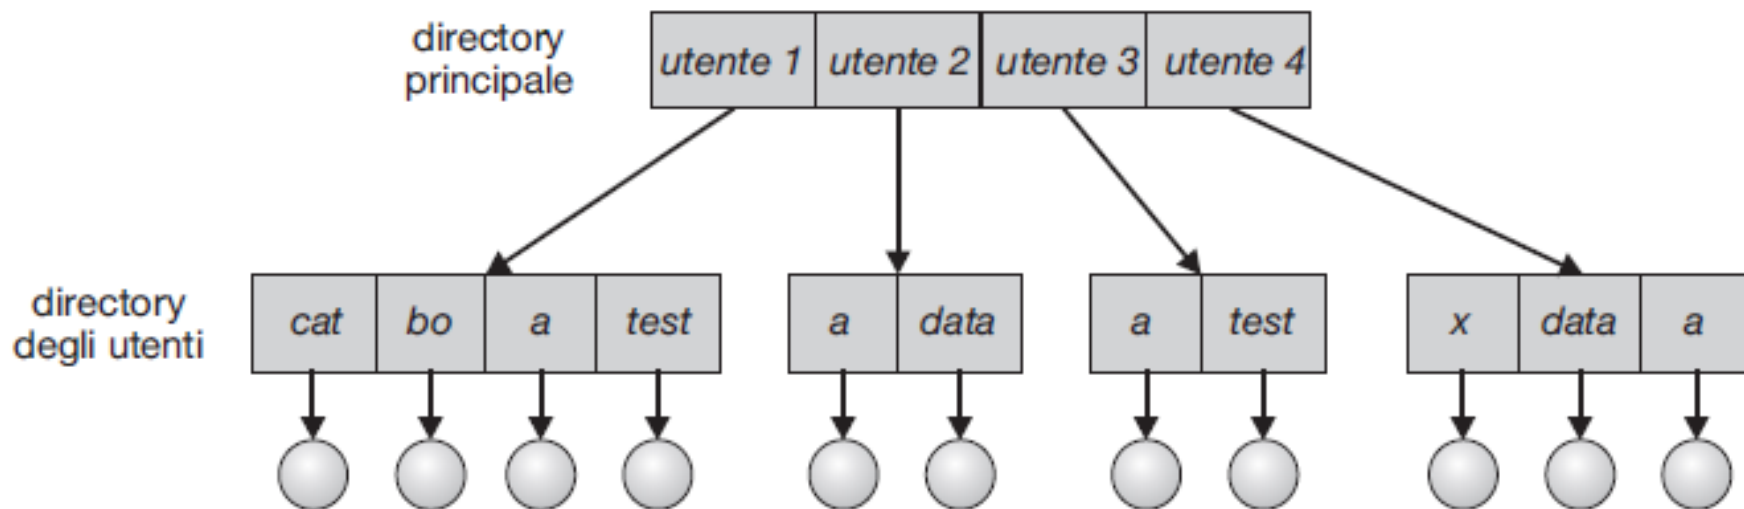 directory
principale
utente 1 utente 2 utente 3 utente 4
directory
degli utenti
cat bo a test a data a test x data a